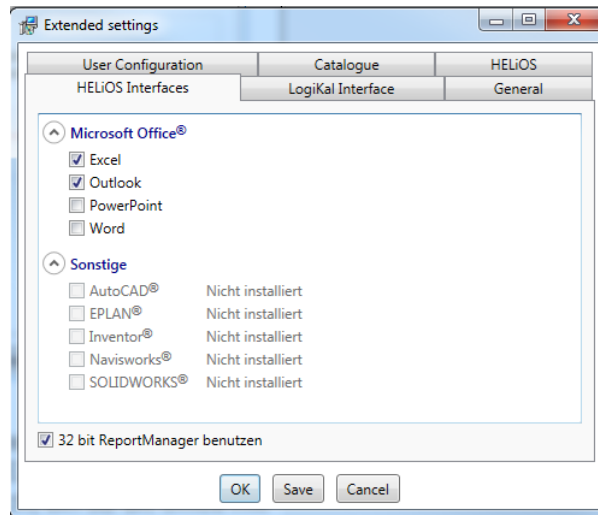 Extended settings
User Configuration Catalogue HELiOS
HELiOS Interfaces LogiKal Interface General
Microsoft Office®
Excel
Outlook
PowerPoint
Word
Sonstige
AutoCAD® Nicht installiert
EPLAN® Nicht installiert
Inventor® Nicht installiert
Navisworks® Nicht installiert
SOLIDWORKS® Nicht installiert
32 bit ReportManager benutzen
OK Save Cancel